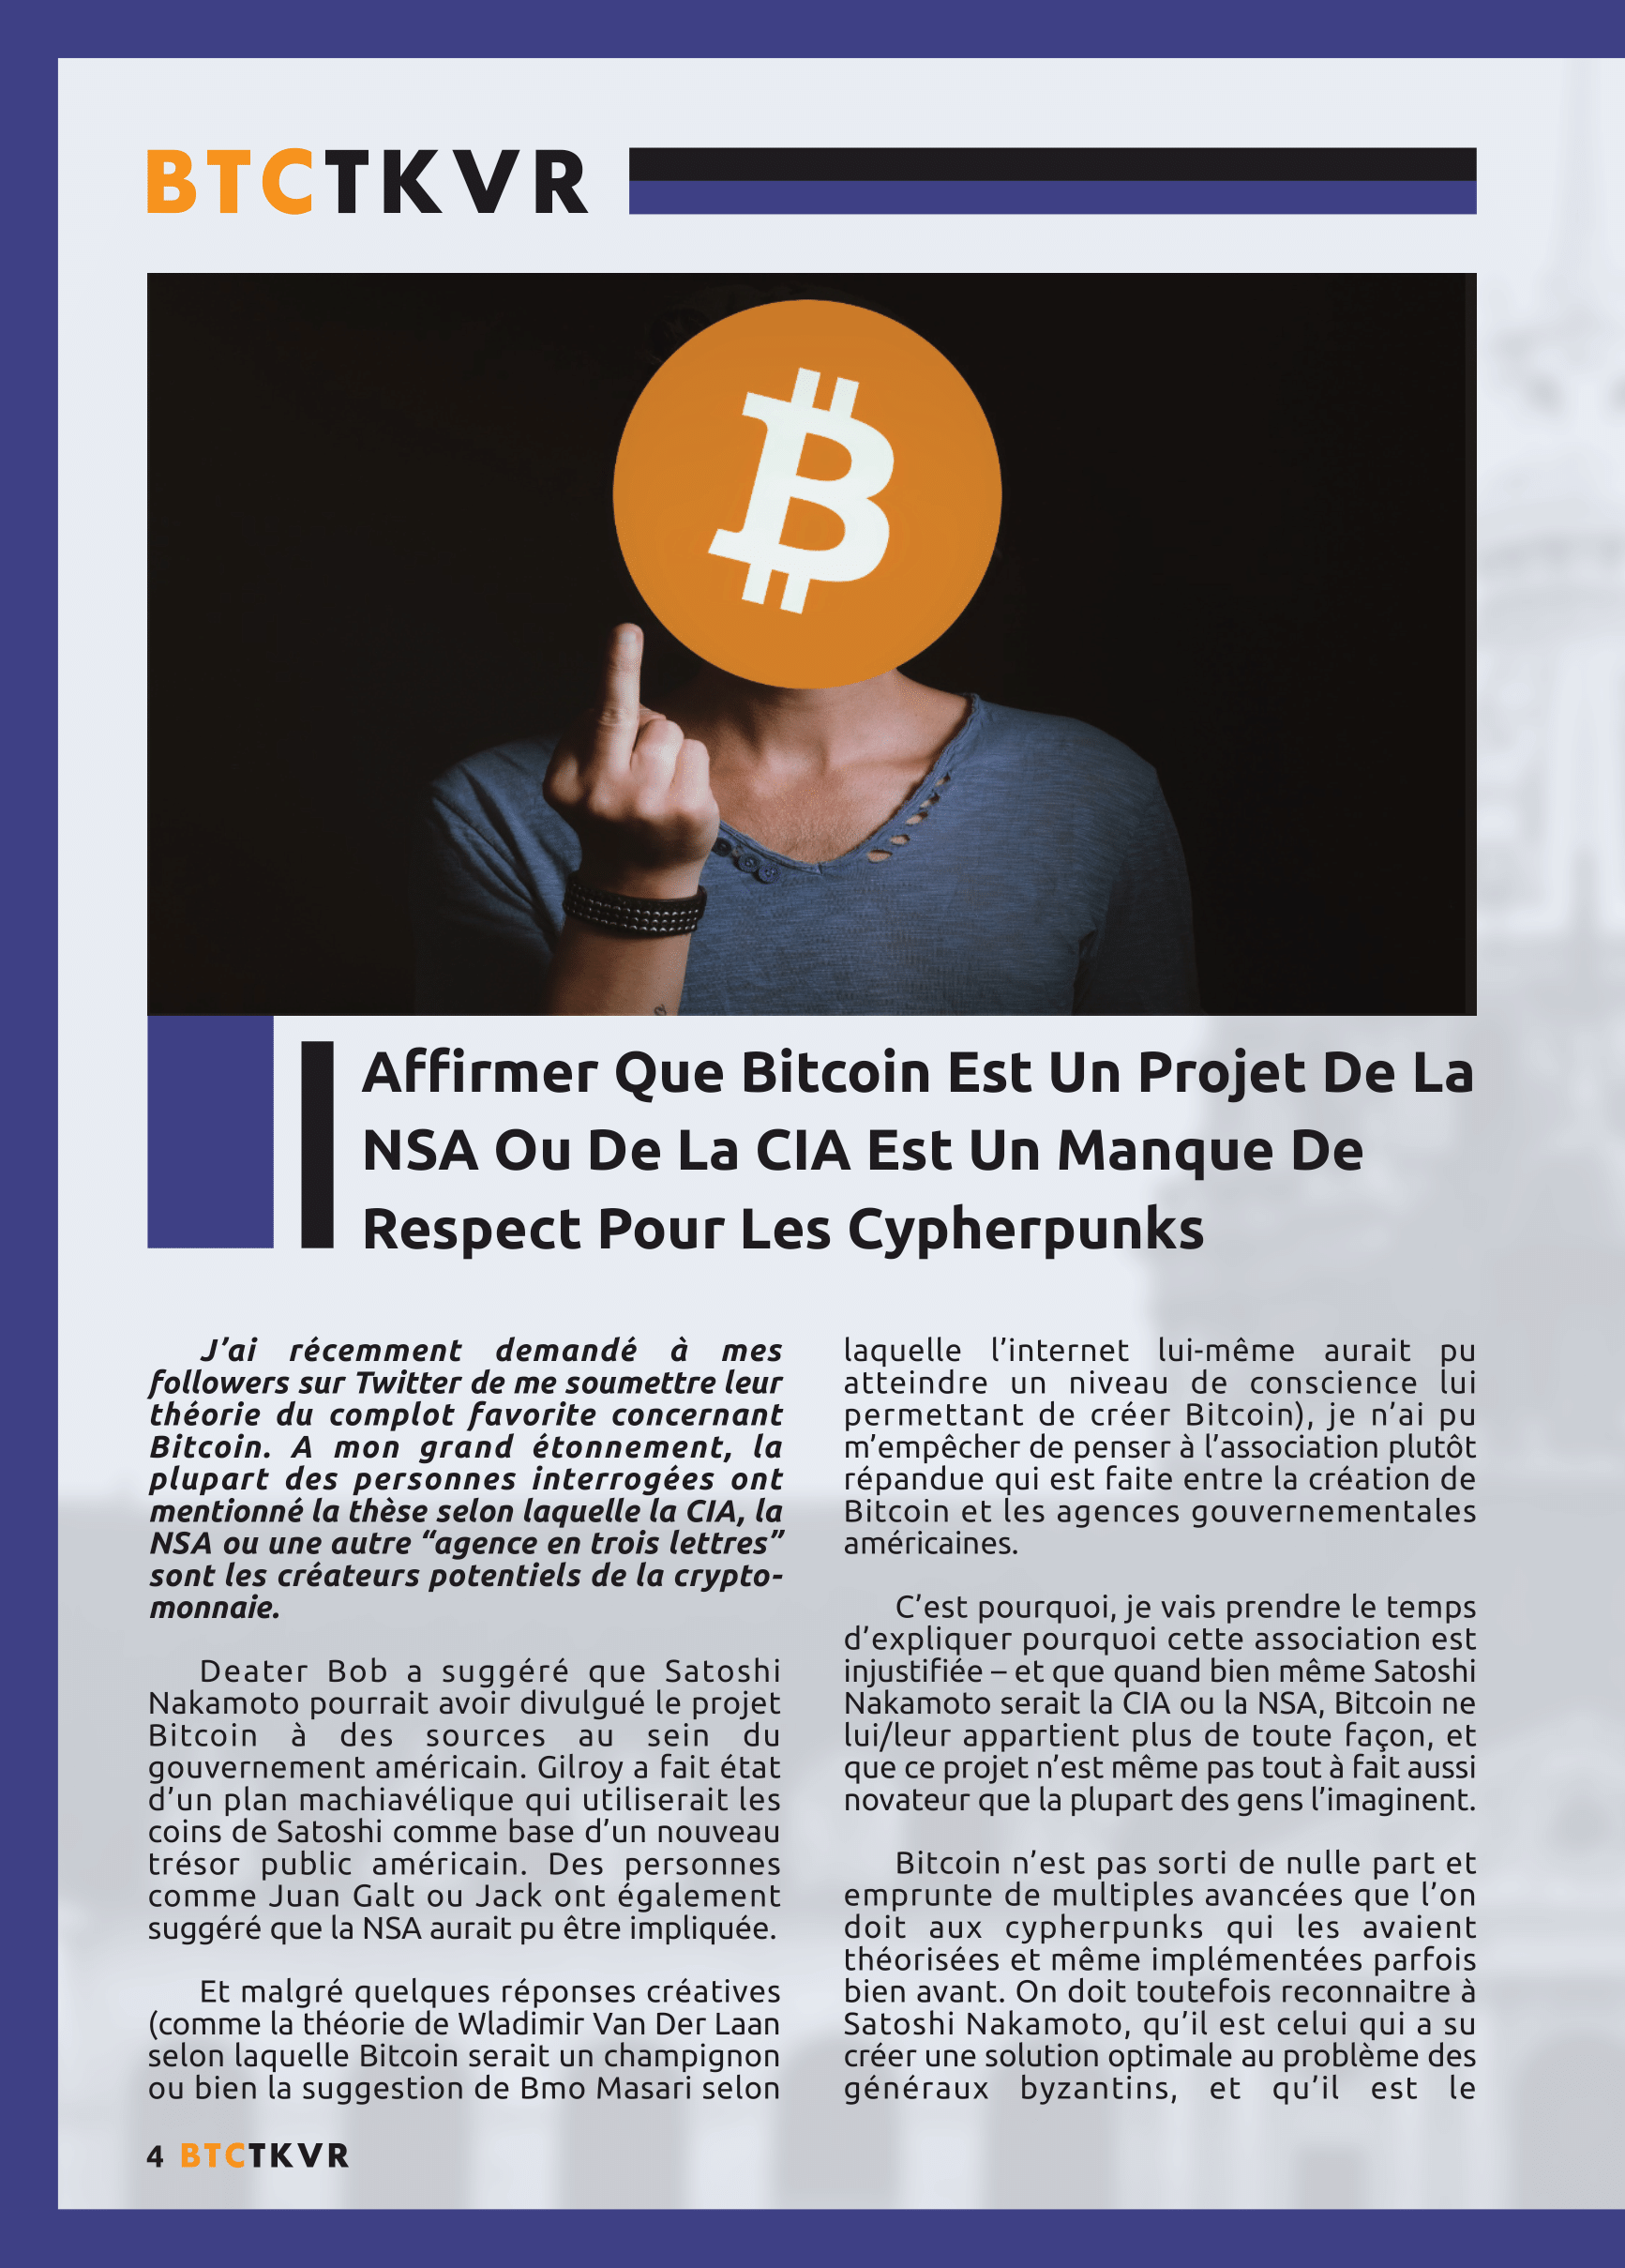 BTCTKVR
Affirmer Que Bitcoin Est Un Projet De La
NSA Ou De La CIA Est Un Manque De
Respect Pour Les Cypherpunks
J’ai récemment demandé à mes
followers sur Twitter de me soumettre leur
théorie du complot favorite concernant
Bitcoin. A mon grand étonnement, la
plupart des personnes interrogées ont
mentionné la thèse selon laquelle la CIA, la
NSA ou une autre “agence en trois lettres”
sont les créateurs potentiels de la crypto-
monnaie.
Deater Bob a suggéré que Satoshi
Nakamoto pourrait avoir divulgué le projet
Bitcoin à des sources au sein du
gouvernement américain. Gilroy a fait état
d’un plan machiavélique qui utiliserait les
coins de Satoshi comme base d’un nouveau
trésor public américain. Des personnes
comme Juan Galt ou Jack ont également
suggéré que la NSA aurait pu être impliquée.
Et malgré quelques réponses créatives
(comme la théorie de Wladimir Van Der Laan
selon laquelle Bitcoin serait un champignon
ou bien la suggestion de Bmo Masari selon
laquelle l’internet lui-même aurait pu
atteindre un niveau de conscience lui
permettant de créer Bitcoin), je n’ai pu
m’empêcher de penser à l’association plutôt
répandue qui est faite entre la création de
Bitcoin et les agences gouvernementales
américaines.
C’est pourquoi, je vais prendre le temps
d’expliquer pourquoi cette association est
injustifiée – et que quand bien même Satoshi
Nakamoto serait la CIA ou la NSA, Bitcoin ne
lui/leur appartient plus de toute façon, et
que ce projet n’est même pas tout à fait aussi
novateur que la plupart des gens l’imaginent.
Bitcoin n’est pas sorti de nulle part et
emprunte de multiples avancées que l’on
doit aux cypherpunks qui les avaient
théorisées et même implémentées parfois
bien avant. On doit toutefois reconnaitre à
Satoshi Nakamoto, qu’il est celui qui a su
créer une solution optimale au problème des
généraux byzantins, et qu’il est le
4 BTCTKVR